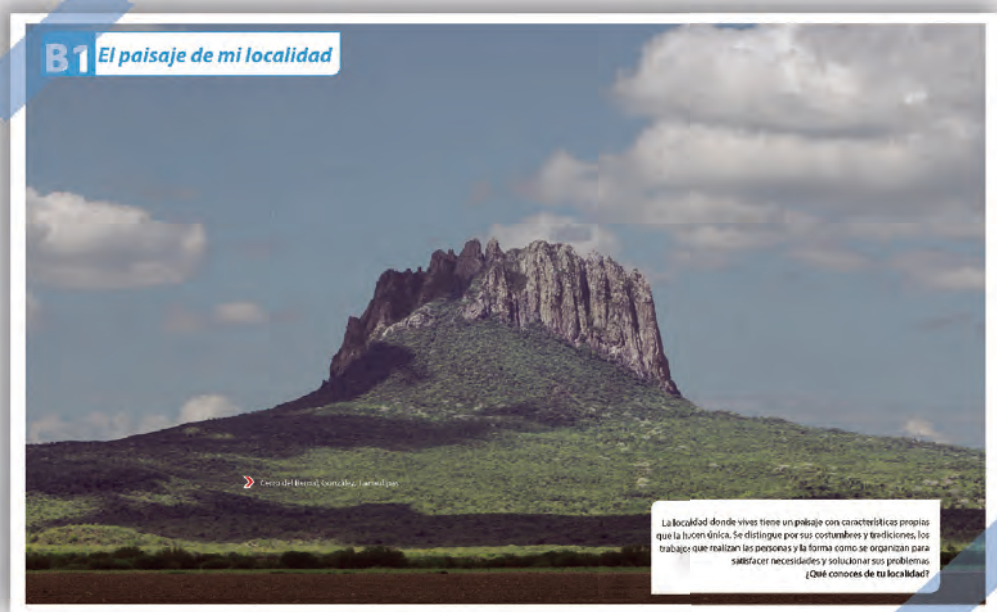 B1 El paisaje de mi localidad
Cerro del Bernal, González, Tamaulipas
La localidad donde vives tiene un paisaje con características propias
que la hacen única. Se distingue por sus costumbres y tradiciones, los
trabajos que realizan las personas y la forma como se organizan para
satisfacer necesidades y solucionar sus problemas
¿Qué conoces de tu localidad?